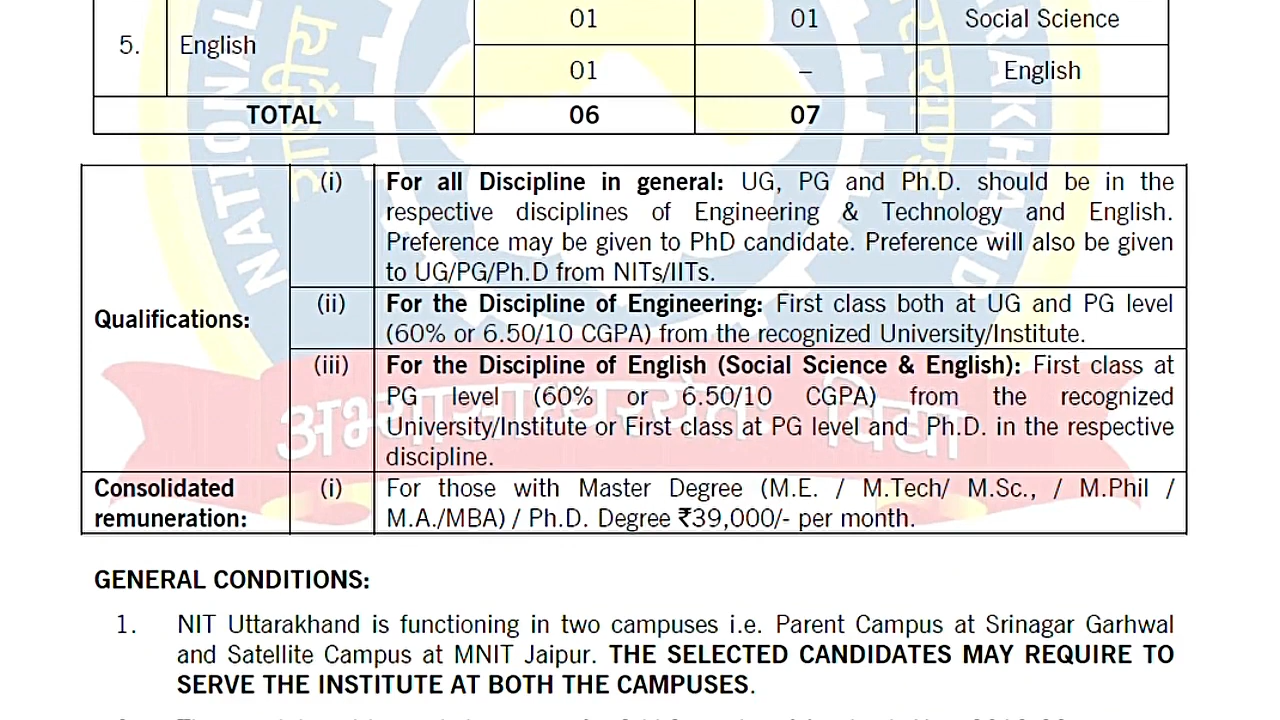 01 01 Social Science
5. English
01 – English
TOTAL 06 07
(i) For all Discipline in general: UG, PG and Ph.D. should be in the
respective disciplines of Engineering & Technology and English.
Preference may be given to PhD candidate. Preference will also be given
to UG/PG/Ph.D from NITs/IITs.
(ii) For the Discipline of Engineering: First class both at UG and PG level
Qualifications:
(60% or 6.50/10 CGPA) from the recognized University/Institute.
(iii) For the Discipline of English (Social Science & English): First class at
PG level (60% or 6.50/10 CGPA) from the recognized
University/Institute or First class at PG level and Ph.D. in the respective
discipline.
Consolidated (i) For those with Master Degree (M.E. / M.Tech/ M.Sc., / M.Phil /
remuneration: M.A./MBA) / Ph.D. Degree ₹39,000/- per month.
GENERAL CONDITIONS:
1. NIT Uttarakhand is functioning in two campuses i.e. Parent Campus at Srinagar Garhwal
and Satellite Campus at MNIT Jaipur. THE SELECTED CANDIDATES MAY REQUIRE TO
SERVE THE INSTITUTE AT BOTH THE CAMPUSES.
NATIONAL